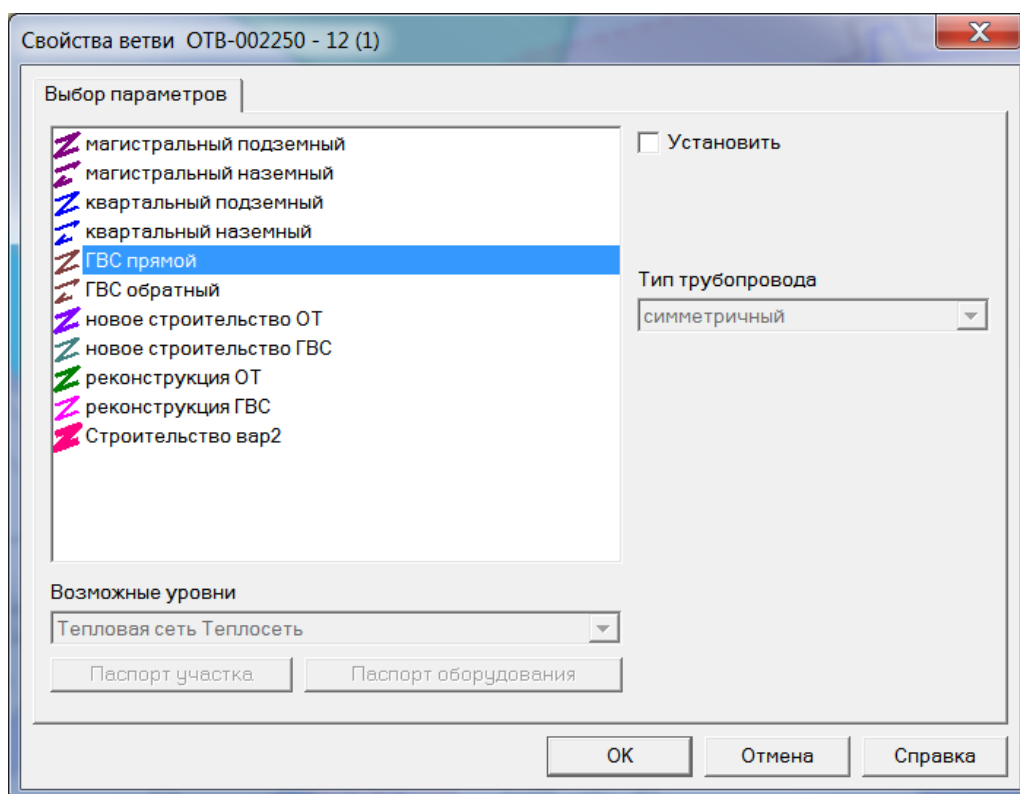 Свойства ветви ОТВ-002250 - 12 (1)
Выбор параметров
магистральный подземный
магистральный наземный
квартальный подземный
квартальный наземный
ГВС прямой
ГВС обратный
новое строительство ОТ
новое строительство ГВС
реконструкция ОТ
реконструкция ГВС
Строительство вар2
Установить
Тип трубопровода
симметричный
Возможные уровни
Тепловая сеть Теплосеть
Паспорт участка
Паспорт оборудования
ОК
Отмена
Справка